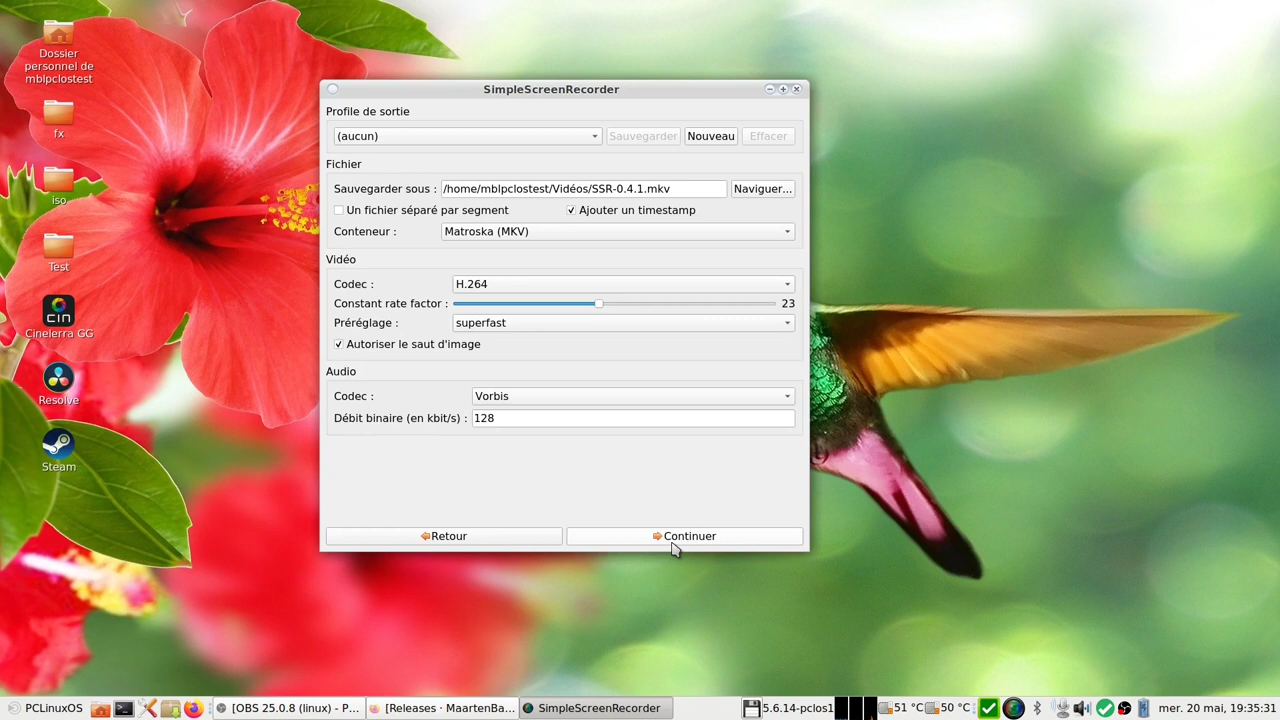 Dossier
personnel de
mblpclostest
fx
iso
Test
CIN
Cinelerra GG
Resolve
Steam
SimpleScreenRecorder
Profile de sortie
(aucun) Sauvegarder Nouveau Effacer
Fichier
Sauvegarder sous : /home/mblpclostest/Vidéos/SSR-0.4.1.mkv Naviguer...
Un fichier séparé par segment Ajouter un timestamp
Conteneur : Matroska (MKV)
Vidéo
Codec : H.264
Constant rate factor : 23
Préréglage : superfast
Autoriser le saut d'image
Audio
Codec : Vorbis
Débit binaire (en kbit/s) : 128
Retour Continuer
PCLinuxOS [OBS 25.0.8 (linux) - P... [Releases · MaartenBa... SimpleScreenRecorder 5.6.14-pclos1 51 °C 50 °C mer. 20 mai, 19:35:31